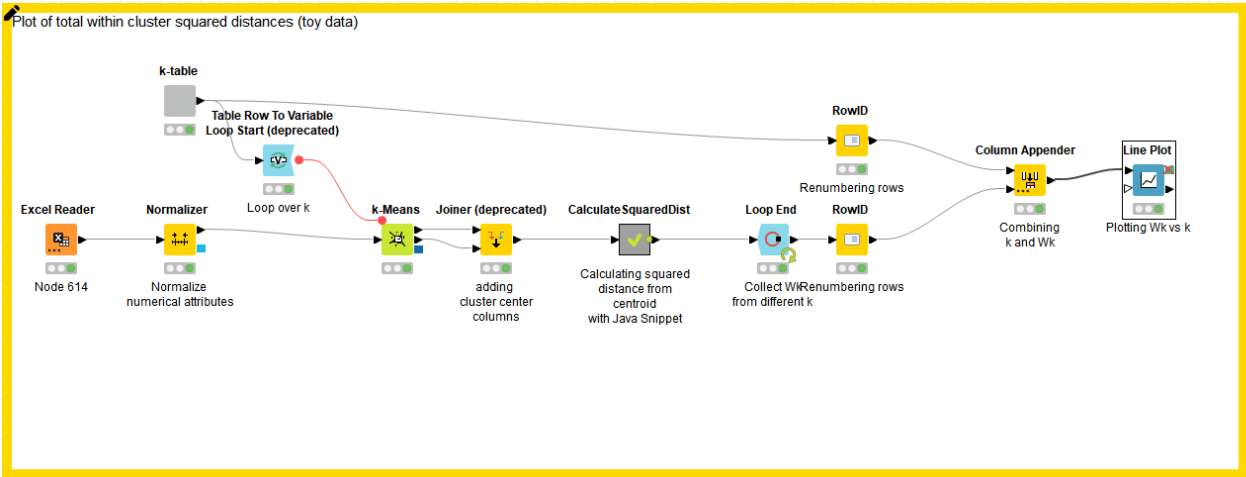 Plot of total within cluster squared distances (toy data)
k-table
Table Row To Variable
Loop Start (deprecated)
Loop over k
RowID
Renumbering rows
Column Appender
Combining
k and Wk
Line Plot
Plotting Wk vs k
Excel Reader
Node 614
Normalizer
Normalize
numerical attributes
k-Means
Joiner (deprecated)
adding
cluster center
columns
CalculateSquaredDist
Calculating squared
distance from
centroid
with Java Snippet
Loop End
Collect Wk
from different k
RowID
Renumbering rows